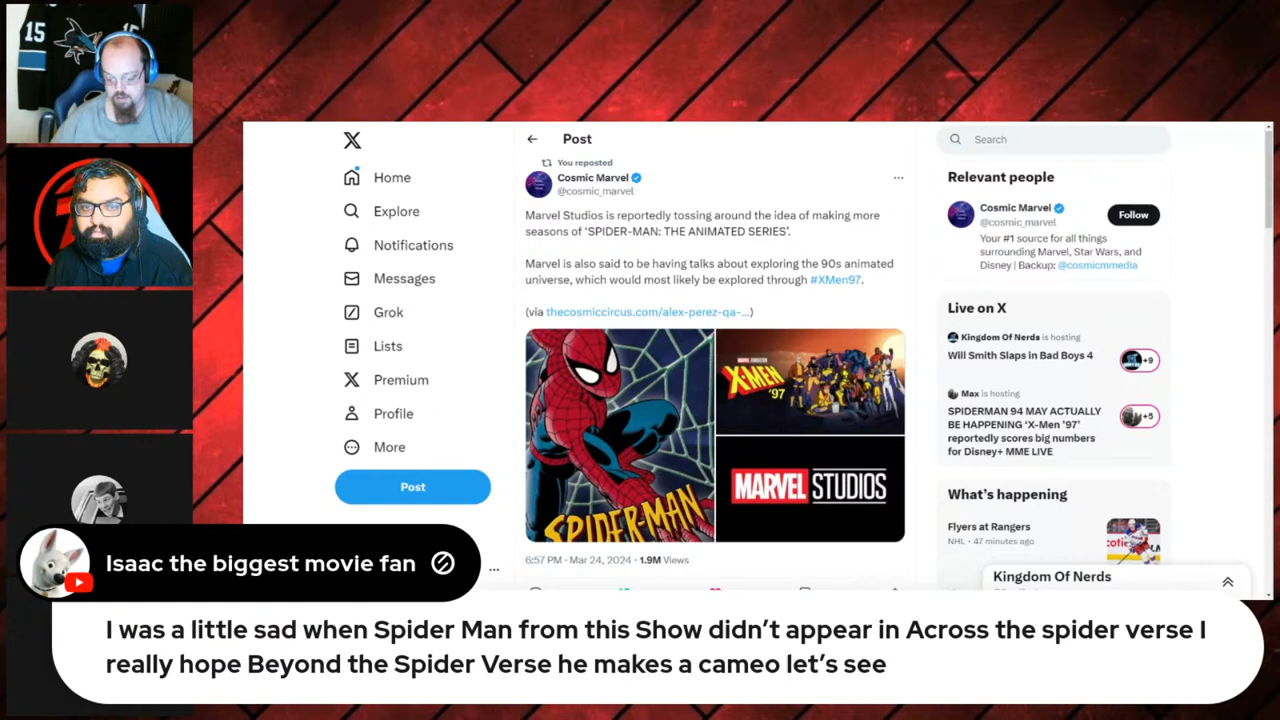 15
15
X
Home
Explore
Notifications
Messages
Grok
Lists
Premium
Profile
More
Post
Post
You reposted
Cosmic Marvel
@cosmic_marvel
Marvel Studios is reportedly tossing around the idea of making more
seasons of ‘SPIDER-MAN: THE ANIMATED SERIES’.
Marvel is also said to be having talks about exploring the 90s animated
universe, which would most likely be explored through #XMen97.
(via thecosmiccircus.com/alex-perez-qa-...)
SPIDER-MAN
X-MEN
'97
MARVEL STUDIOS
6:57 PM · Mar 24, 2024 · 1.9M Views
Search
Relevant people
Cosmic Marvel
@cosmic_marvel
Follow
Your #1 source for all things
surrounding Marvel, Star Wars, and
Disney | Backup: @cosmicmmedia
Live on X
Kingdom Of Nerds is hosting
Will Smith Slaps in Bad Boys 4
+9
Max is hosting
SPIDERMAN 94 MAY ACTUALLY
BE HAPPENING ‘X-Men ’97’
reportedly scores big numbers
for Disney+ MME LIVE
+5
What’s happening
Flyers at Rangers
NHL · 47 minutes ago
Kingdom Of Nerds
Isaac the biggest movie fan
I was a little sad when Spider Man from this Show didn’t appear in Across the spider verse I
really hope Beyond the Spider Verse he makes a cameo let’s see